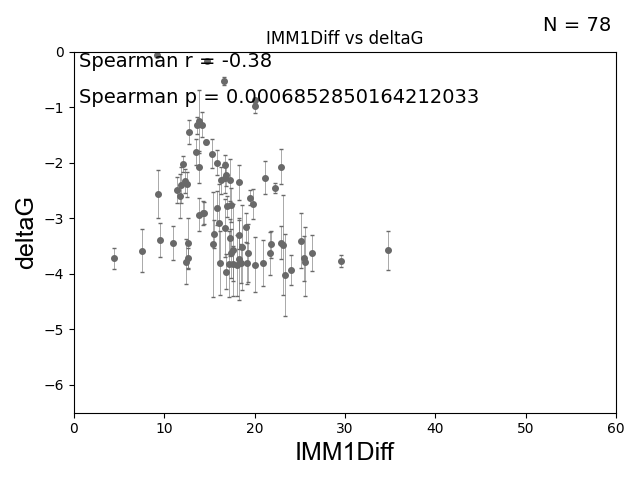 N = 78
IMM1Diff vs deltaG
Spearman r = -0.38
Spearman p = 0.0006852850164212033
deltaG
0
−1
−2
−3
−4
−5
−6
0 10 20 30 40 50 60
IMM1Diff